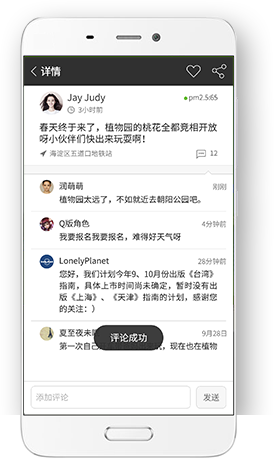 详情
Jay Judy
pm2.5:65
3小时前
春天终于来了，植物园的桃花全都竞相开放
呀小伙伴们快出来玩耍啊！
海淀区五道口地铁站
12
润萌萌
刚刚
植物园太远了，不如就近去朝阳公园吧。
Q版角色
4分钟前
我要报名我要报名，难得好天气呀
LonelyPlanet
28分钟前
您好，我们计划今年9、10月份出版《台湾》
指南，具体上市时间尚未确定，暂时没有出
版《上海》、《天津》指南的计划，感谢您
的关注：）
夏至夜未
9月28日
第一次自
机，现在也在植物
评论成功
添加评论
发送